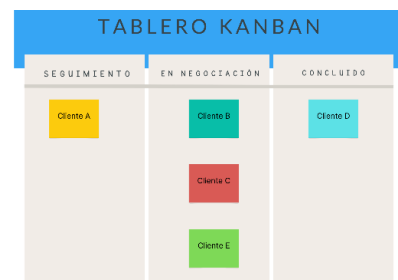 TABLERO KANBAN
SEGUIMIENTO
EN NEGOCIACIÓN
CONCLUIDO
Cliente A
Cliente B
Cliente D
Cliente C
Cliente E